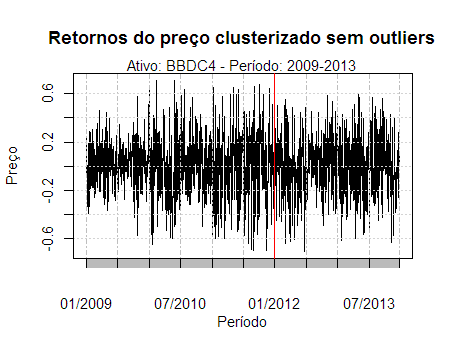 Retornos do preço clusterizado sem outliers
Ativo: BBDC4 - Período: 2009-2013
Preço
0.6
0.2
-0.2
-0.6
01/2009 07/2010 01/2012 07/2013
Período